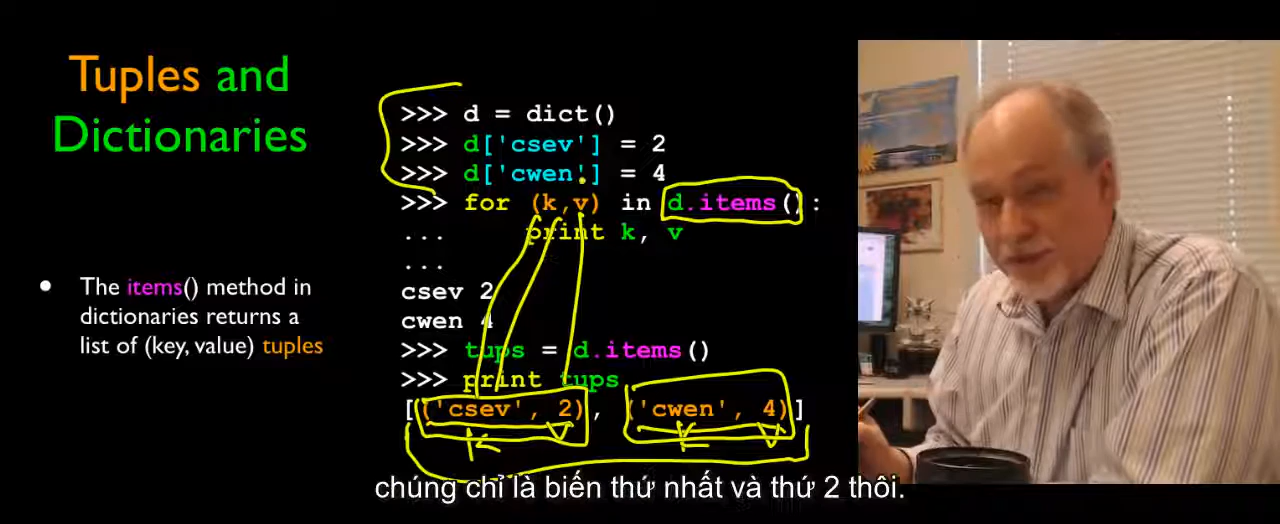 Tuples and
Dictionaries
• The items() method in
dictionaries returns a
list of (key, value) tuples
>>> d = dict()
>>> d['csev'] = 2
>>> d['cwen'] = 4
>>> for (k,v) in d.items():
... print k, v
...
csev 2
cwen 4
>>> tups = d.items()
>>> print tups
[('csev', 2), ('cwen', 4)]
K V K V
chúng chỉ là biến thứ nhất và thứ 2 thôi.